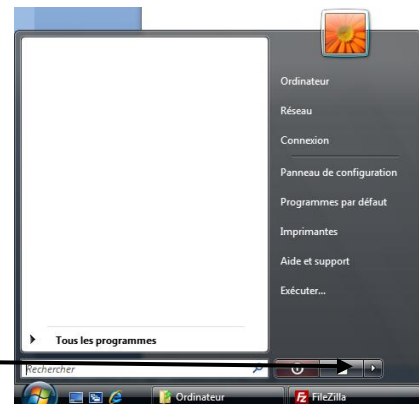 Ordinateur
Réseau
Connexion
Panneau de configuration
Programmes par défaut
Imprimantes
Aide et support
Exécuter...
Tous les programmes
Rechercher
Ordinateur
FileZilla